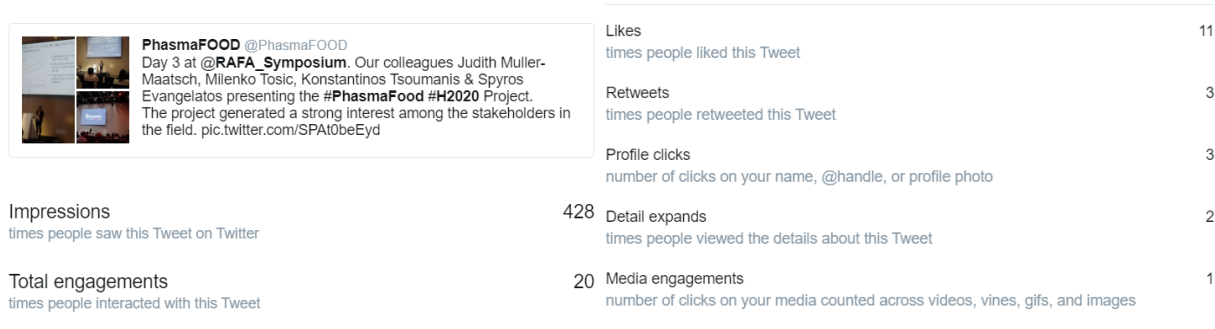 PhasmaFOOD @PhasmaFOOD
Day 3 at @RAFA_Symposium. Our colleagues Judith Muller-
Maatsch, Milenko Tosic, Konstantinos Tsoumanis & Spyros
Evangelatos presenting the #PhasmaFood #H2020 Project.
The project generated a strong interest among the stakeholders in
the field. pic.twitter.com/SPAt0beEyd
Impressions 428
times people saw this Tweet on Twitter
Total engagements 20
times people interacted with this Tweet
Likes 11
times people liked this Tweet
Retweets 3
times people retweeted this Tweet
Profile clicks 3
number of clicks on your name, @handle, or profile photo
Detail expands 2
times people viewed the details about this Tweet
Media engagements 1
number of clicks on your media counted across videos, vines, gifs, and images